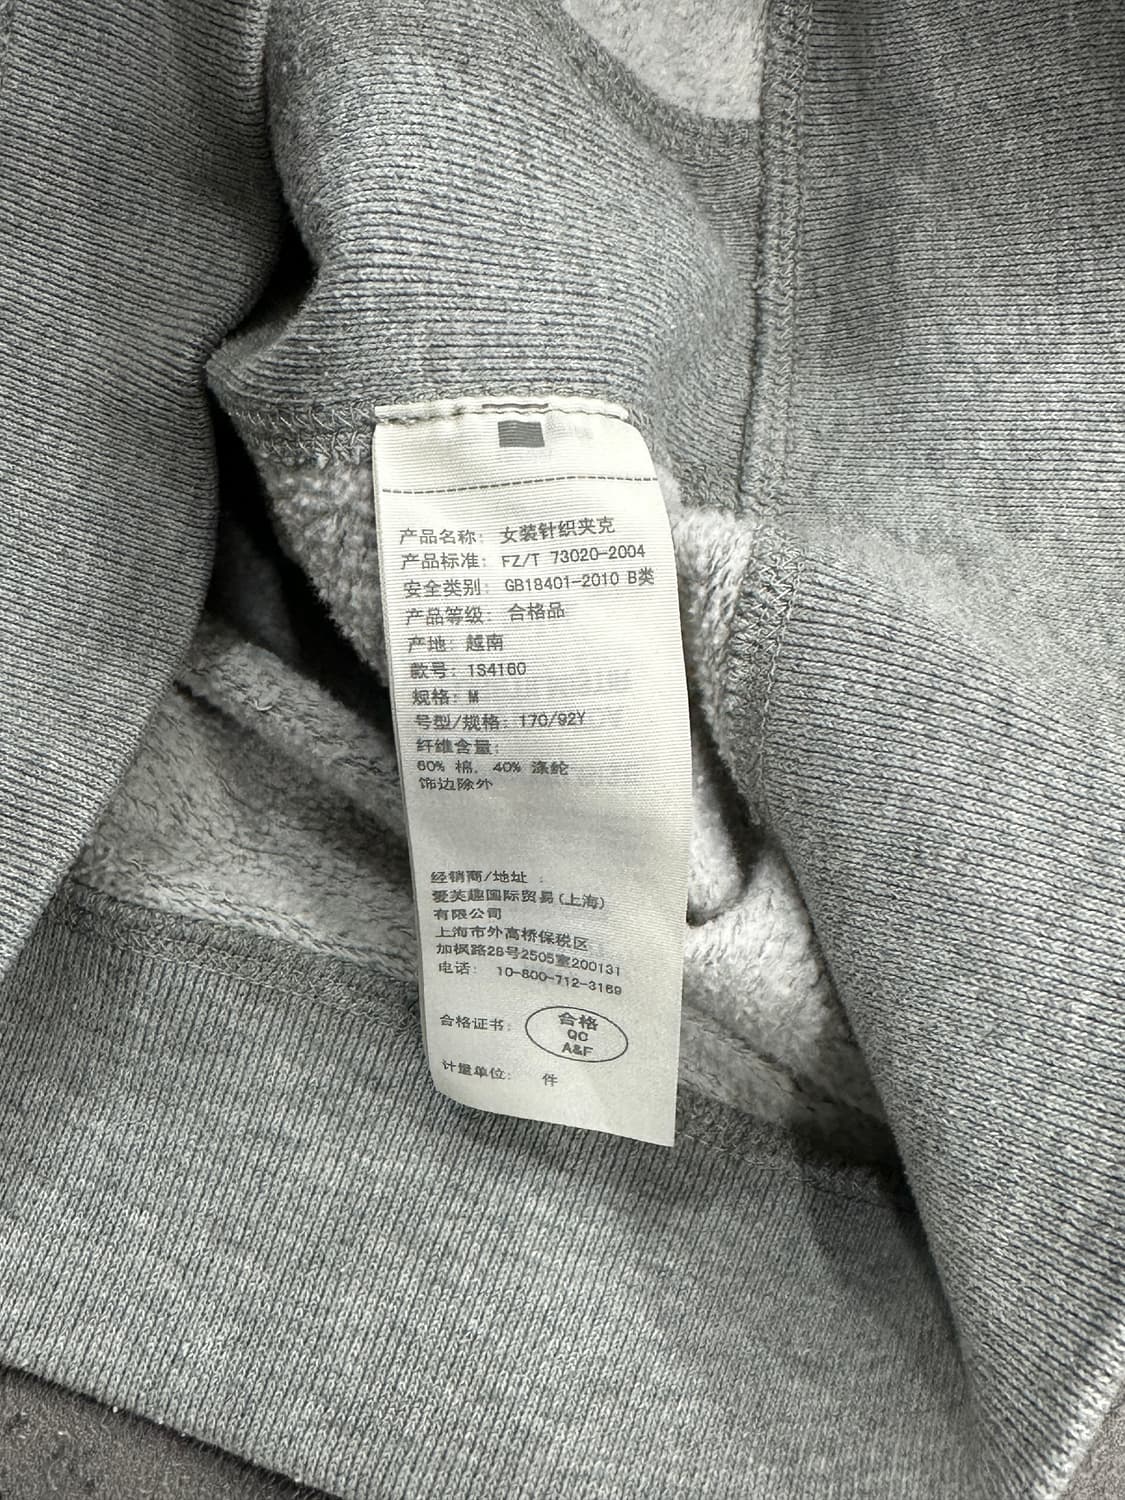 产品名称: 女装针织夹克
产品标准: FZ/T 73020-2004
安全类别: GB18401-2010 B类
产品等级: 合格品
产地: 越南
款号: 1S4160
规格: M
号型/规格: 170/92Y
纤维含量:
60% 棉, 40% 涤纶
饰边除外
经销商/地址 :
爱芙趣国际贸易(上海)
有限公司
上海市外高桥保税区
加枫路28号2505室200131
电话: 10-800-712-3169
合格证书: 合格
QC
A&F
计量单位: 件